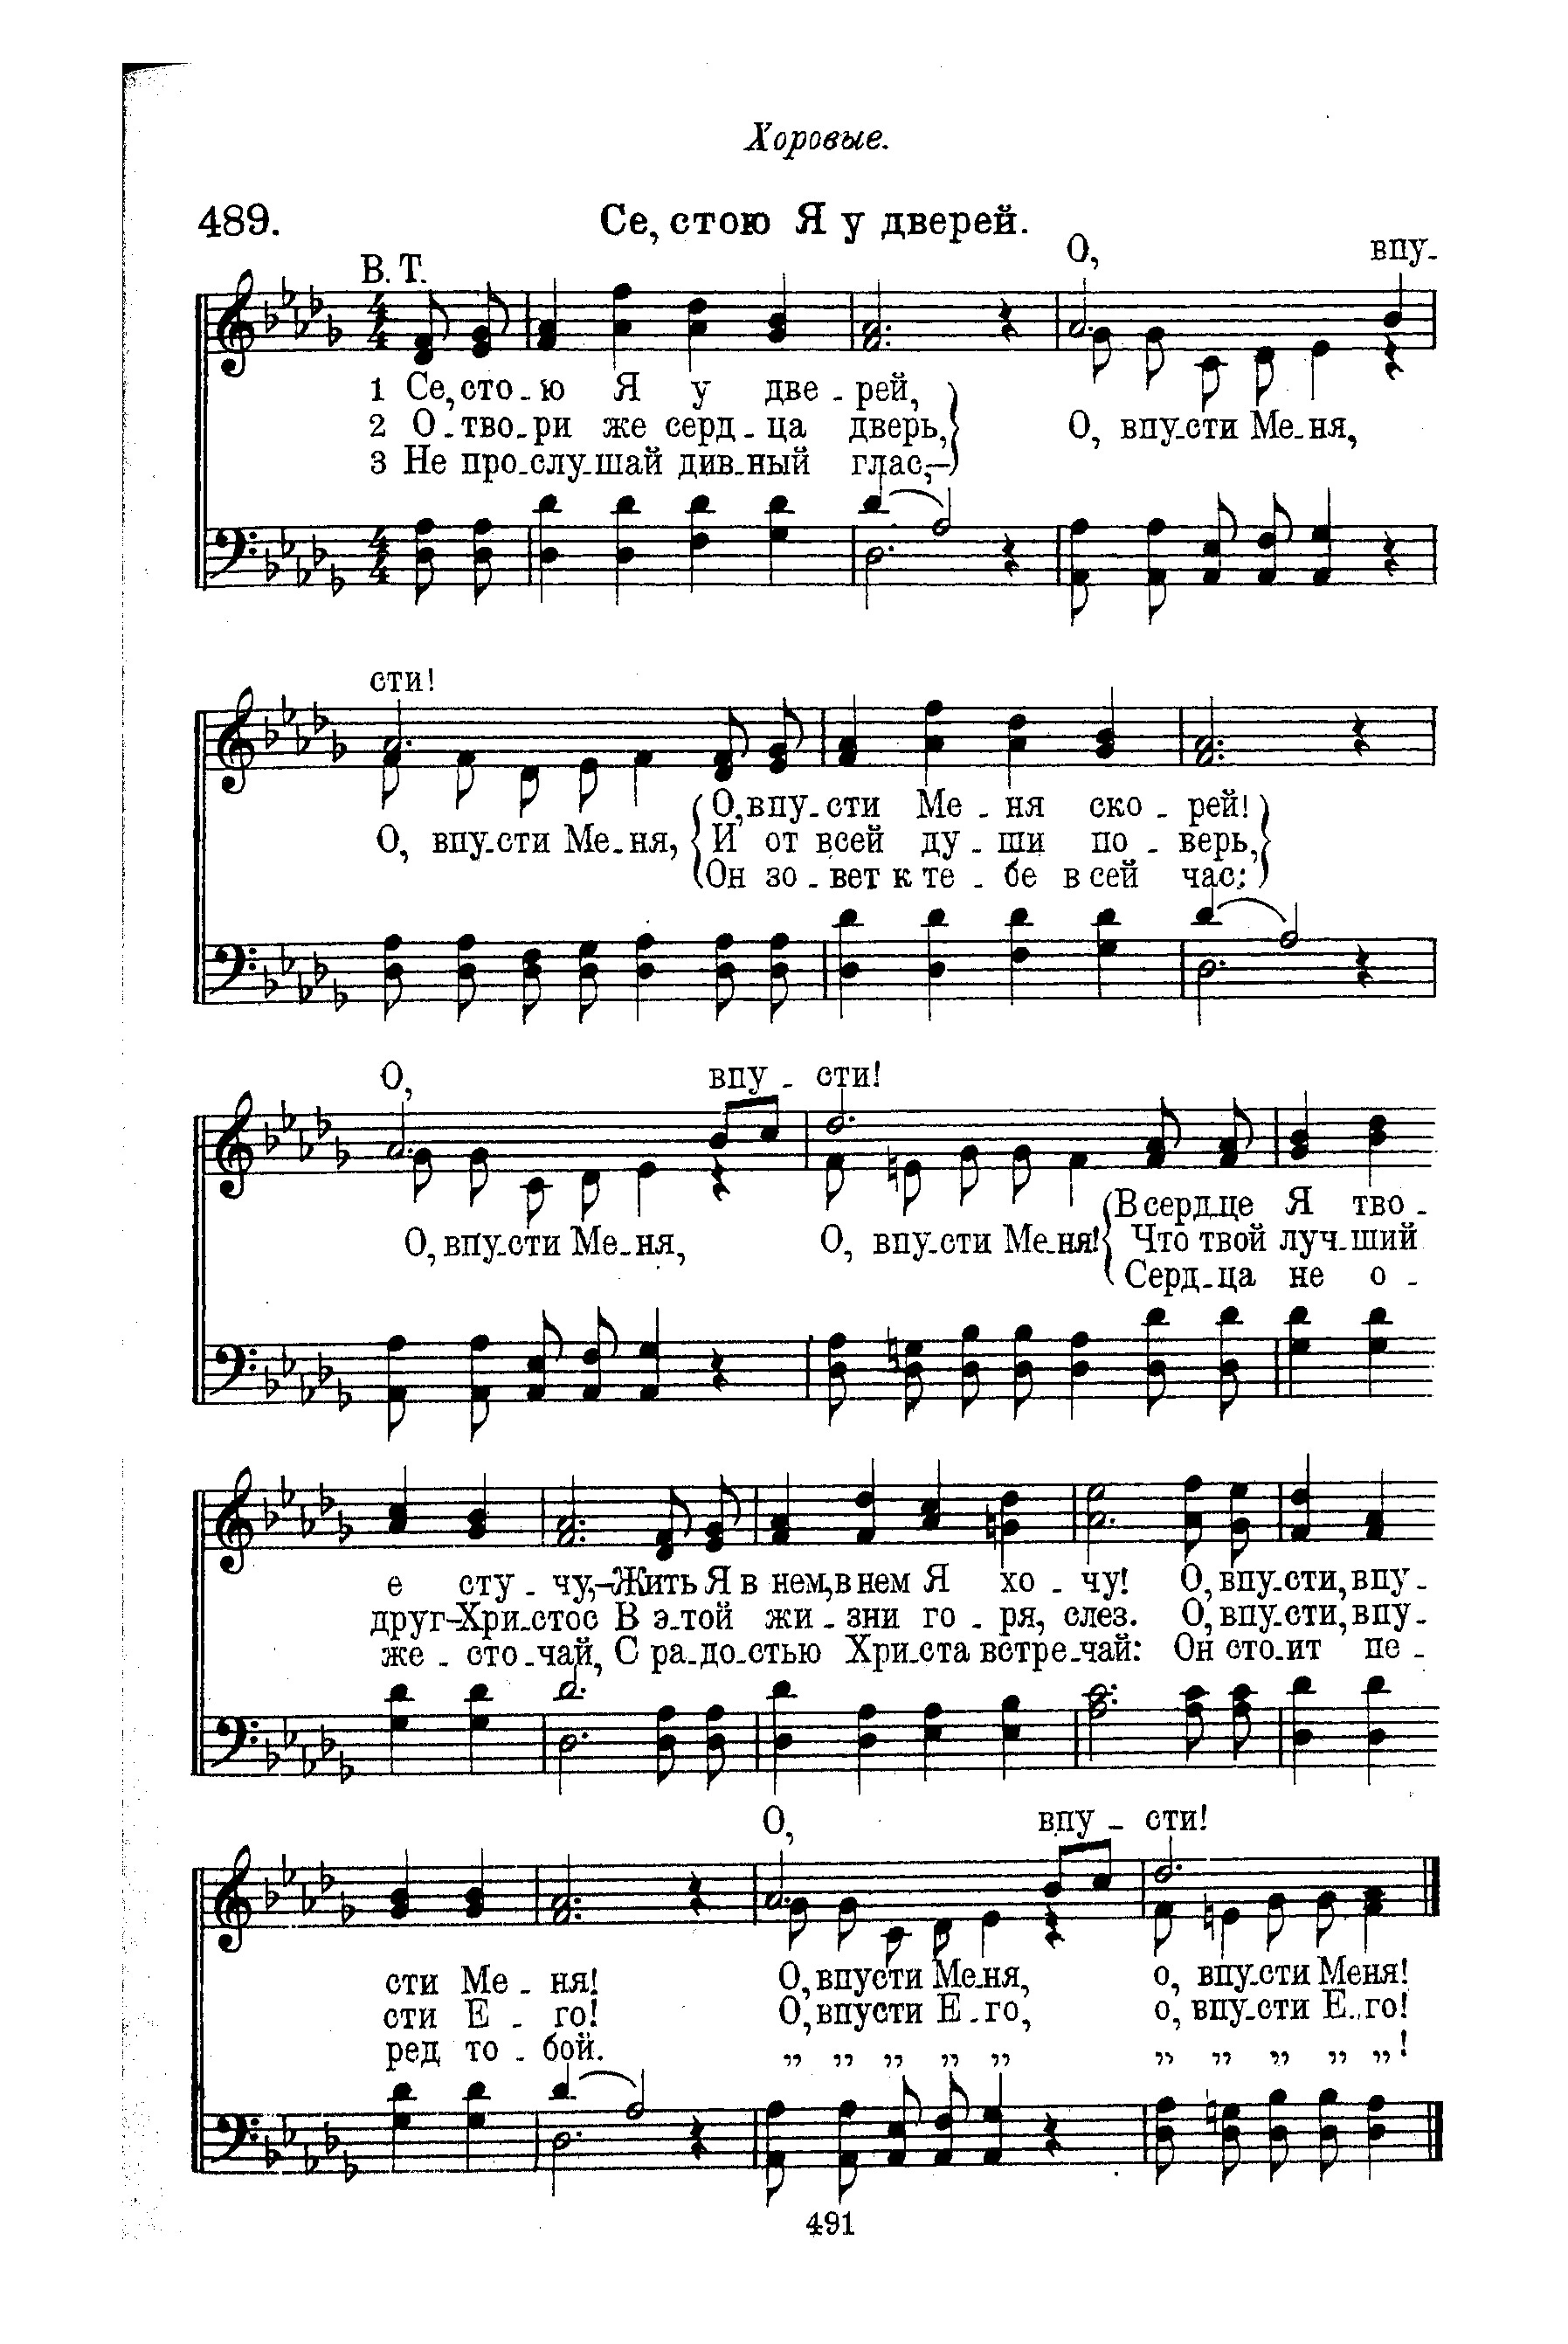 Хоровые.
489. Се, стою Я у дверей.
О, впу-
В. Т.
1 Се, сто-ю Я у две-рей,
2 О-тво-ри же серд-ца дверь, О, впу-сти Ме-ня,
3 Не про-слу-шай див-ный глас,—
сти!
О, впу-сти Ме-ня ско-рей!
О, впу-сти Ме-ня, И от всей ду-ши по-верь,
Он зо-вет к те-бе в сей час:
О, впу-сти!
В серд-це Я тво-
О, впу-сти Ме-ня, О, впу-сти Ме-ня! Что твой луч-ший
Серд-ца не о-
е сту-чу,—Жить Я в нем, в нем Я хо-чу! О, впу-сти, впу-
друг—Хри-стос В э-той жи-зни го-ря, слез. О, впу-сти, впу-
же-сто-чай, С ра-до-стью Хри-ста встре-чай: Он сто-ит пе-
О, впу-сти!
сти Ме-ня! О, впусти Ме-ня, о, впу-сти Меня!
сти Е-го! О, впусти Е-го, о, впу-сти Е-го!
ред то-бой. „ „ „ „ „ „ „ „ „ „!
491